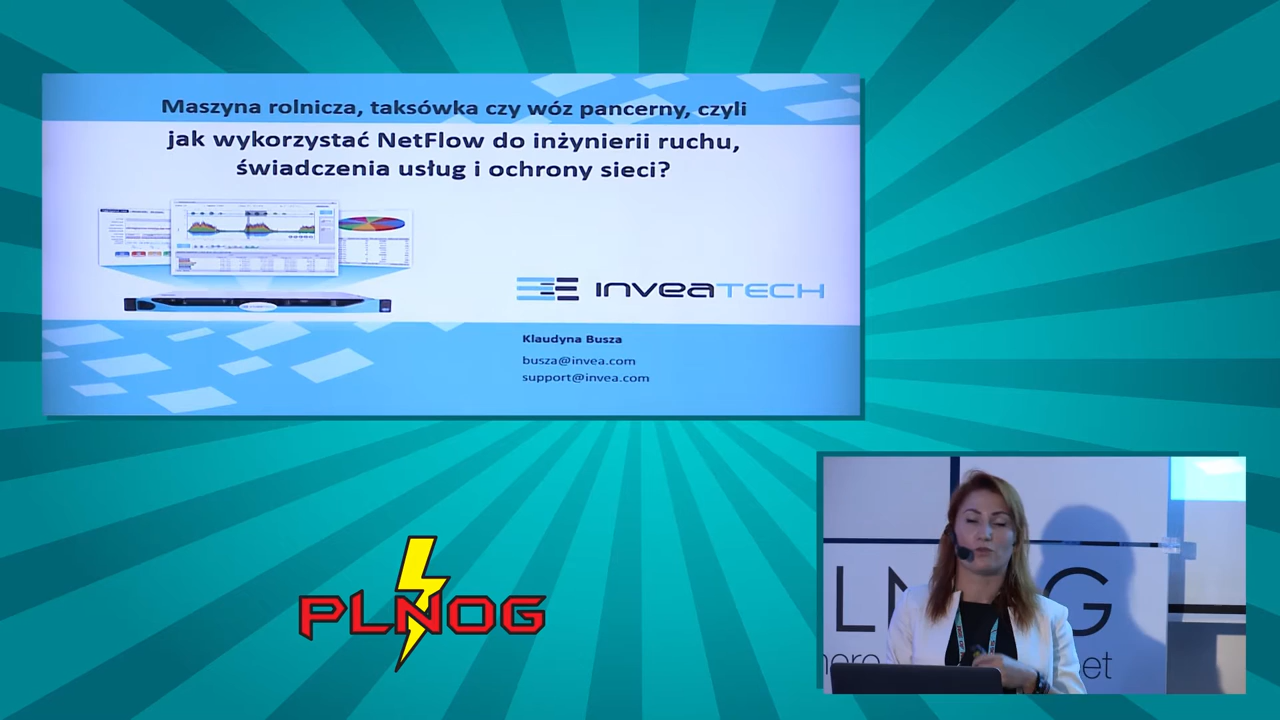 Maszyna rolnicza, taksówka czy wóz pancerny, czyli
jak wykorzystać NetFlow do inżynierii ruchu,
świadczenia usług i ochrony sieci?
inveaTECH
Klaudyna Busza
busza@invea.com
support@invea.com
PLNOG